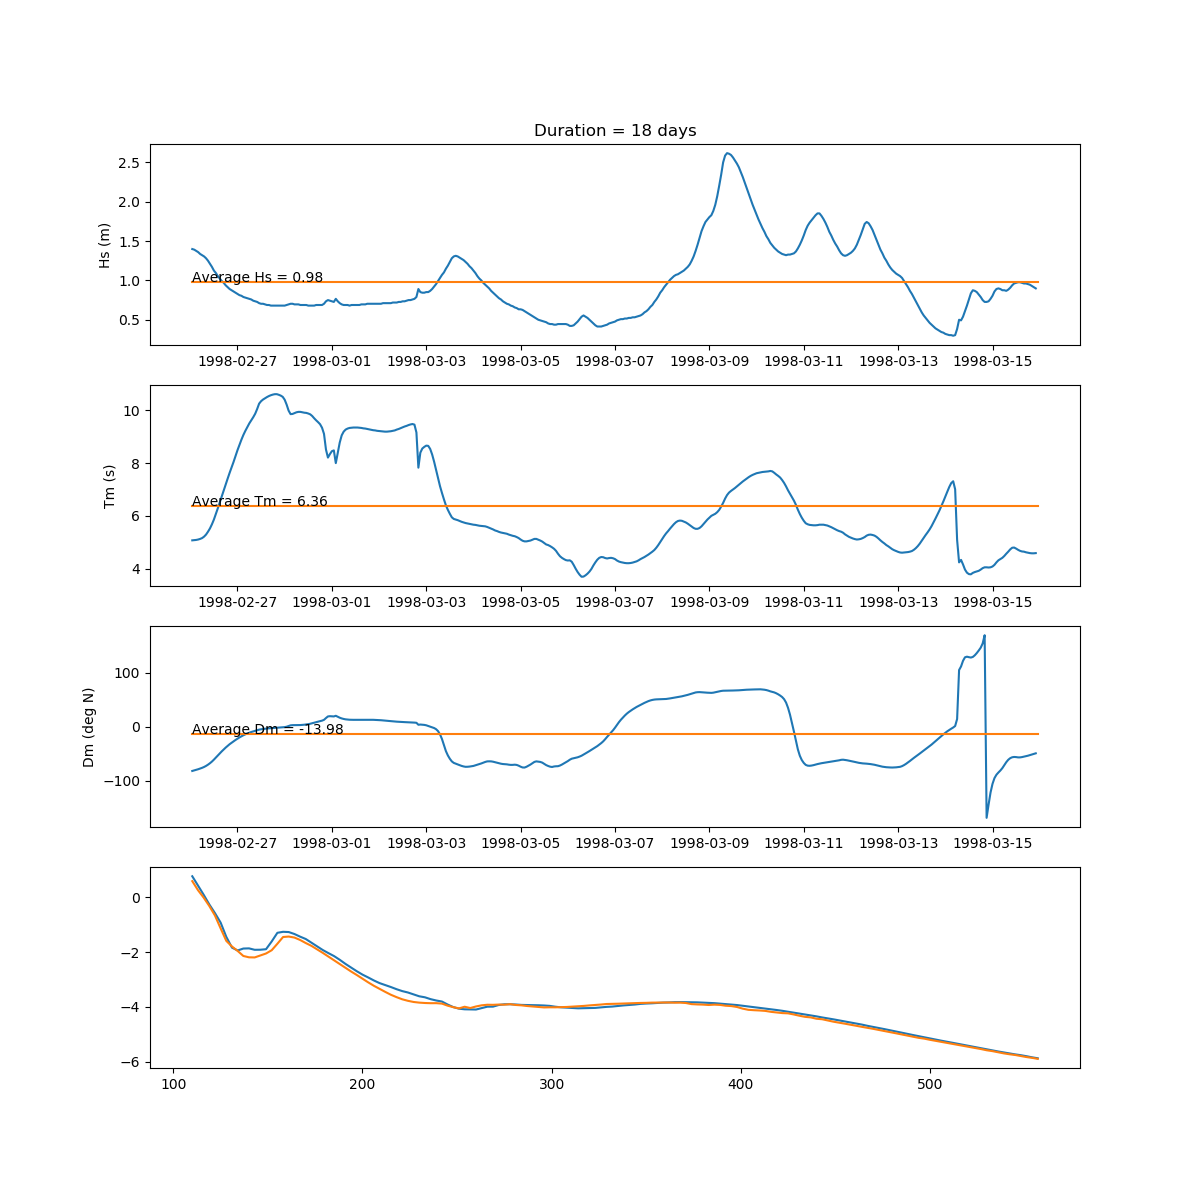 Duration = 18 days
Hs (m)
2.5
2.0
1.5
1.0
0.5
Average Hs = 0.98
1998-02-27 1998-03-01 1998-03-03 1998-03-05 1998-03-07 1998-03-09 1998-03-11 1998-03-13 1998-03-15
Tm (s)
10
8
6
4
Average Tm = 6.36
1998-02-27 1998-03-01 1998-03-03 1998-03-05 1998-03-07 1998-03-09 1998-03-11 1998-03-13 1998-03-15
Dm (deg N)
100
0
−100
Average Dm = -13.98
1998-02-27 1998-03-01 1998-03-03 1998-03-05 1998-03-07 1998-03-09 1998-03-11 1998-03-13 1998-03-15
0
−2
−4
−6
100 200 300 400 500